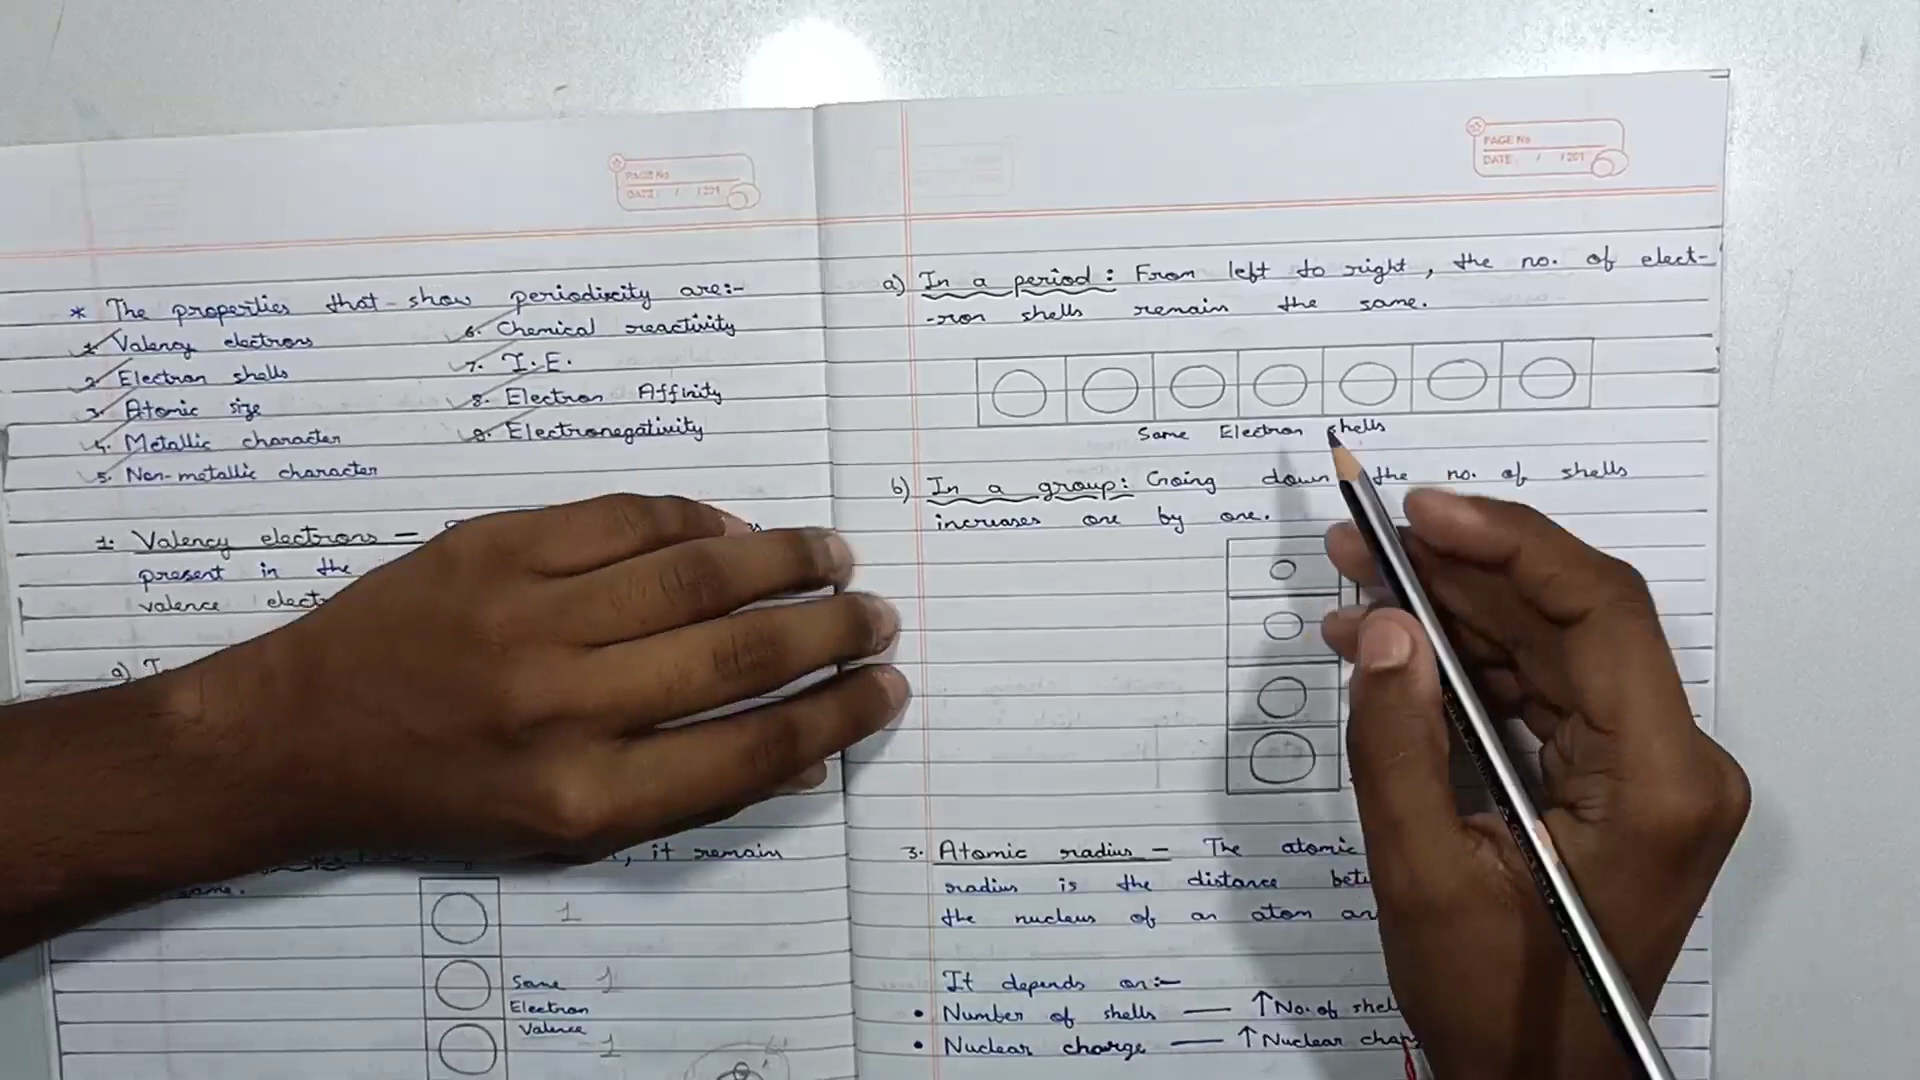 PAGE No
DATE: / /201
* The properties that show periodicity are:-
1. Valency electrons
2. Electron shells
3. Atomic size
4. Metallic character
5. Non-metallic character
6. Chemical reactivity
7. I.E.
8. Electron Affinity
9. Electronegativity
1. Valency electrons —
present in the
valence elect
a) I
, it remain
same.
1
Same 1
Electron
Valence
1
PAGE No
DATE: / /201
a) In a period: From left to right, the no. of elect-
-ron shells remain the same.
Same Electron shells
b) In a group: Going down the no. of shells
increases one by one.
3. Atomic radius — The atomic
radius is the distance bet
the nucleus of an atom an
It depends on:-
• Number of shells — ↑No. of shel
• Nuclear charge — ↑Nuclear char